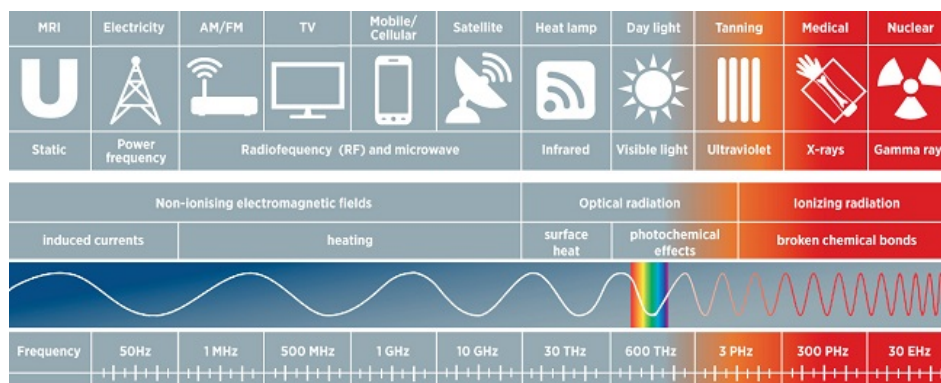 MRI
Electricity
AM/FM
TV
Mobile/
Cellular
Satellite
Heat lamp
Day light
Tanning
Medical
Nuclear
Static
Power
frequency
Radiofequency (RF) and microwave
Infrared
Visible light
Ultraviolet
X-rays
Gamma ray
Non-ionising electromagnetic fields
Optical radiation
Ionizing radiation
induced currents
heating
surface
heat
photochemical
effects
broken chemical bonds
Frequency
50Hz
1 MHz
500 MHz
1 GHz
10 GHz
30 THz
600 THz
3 PHz
300 PHz
30 EHz